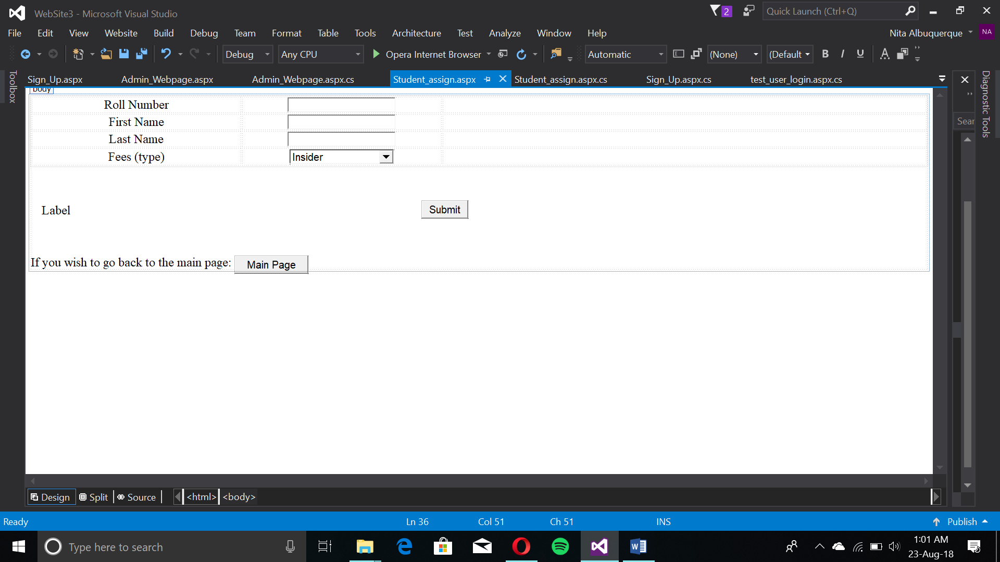 WebSite3 - Microsoft Visual Studio
2
Quick Launch (Ctrl+Q)
File Edit View Website Build Debug Team Format Table Tools Architecture Test Analyze Window Help
Nita Albuquerque NA
Debug Any CPU Opera Internet Browser Automatic (None) (Default B I U A
Toolbox
Sign_Up.aspx Admin_Webpage.aspx Admin_Webpage.aspx.cs Student_assign.aspx Student_assign.aspx.cs Sign_Up.aspx.cs test_user_login.aspx.cs
Diagnostic Tools
body
Sear
Roll Number
First Name
Last Name
Fees (type) Insider
Label Submit
If you wish to go back to the main page: Main Page
Design Split Source <html> <body>
Ready Ln 36 Col 51 Ch 51 INS Publish
Type here to search
1:01 AM
23-Aug-18